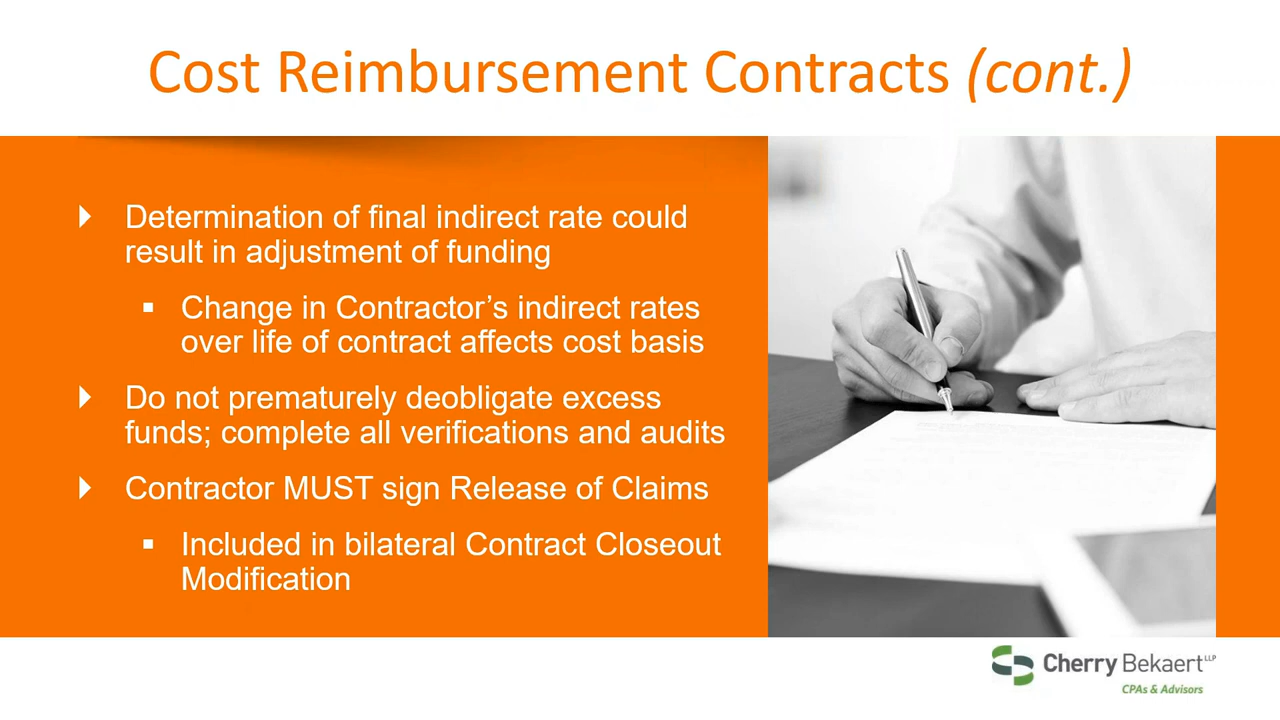 Cost Reimbursement Contracts (cont.)
Determination of final indirect rate could
result in adjustment of funding
Change in Contractor’s indirect rates
over life of contract affects cost basis
Do not prematurely deobligate excess
funds; complete all verifications and audits
Contractor MUST sign Release of Claims
Included in bilateral Contract Closeout
Modification
Cherry Bekaert LLP
CPAs & Advisors